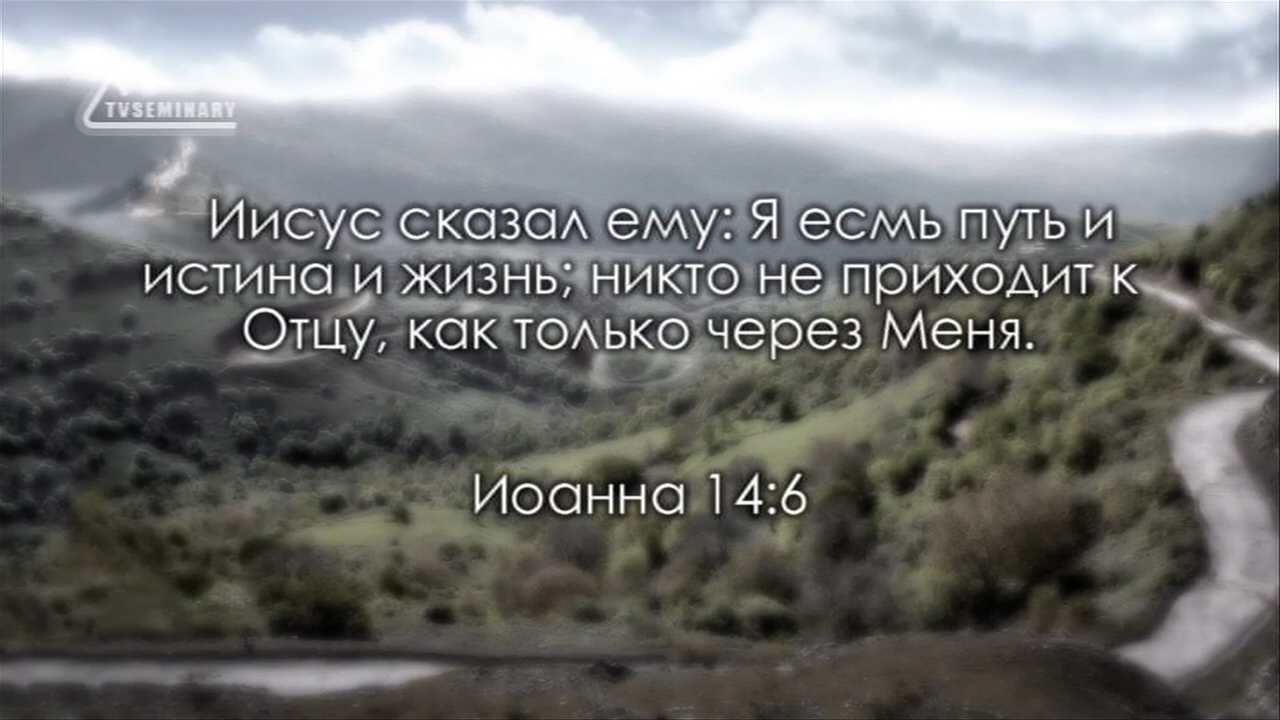 TVSEMINARY
Иисус сказал ему: Я есмь путь и
истина и жизнь; никто не приходит к
Отцу, как только через Меня.
Иоанна 14:6